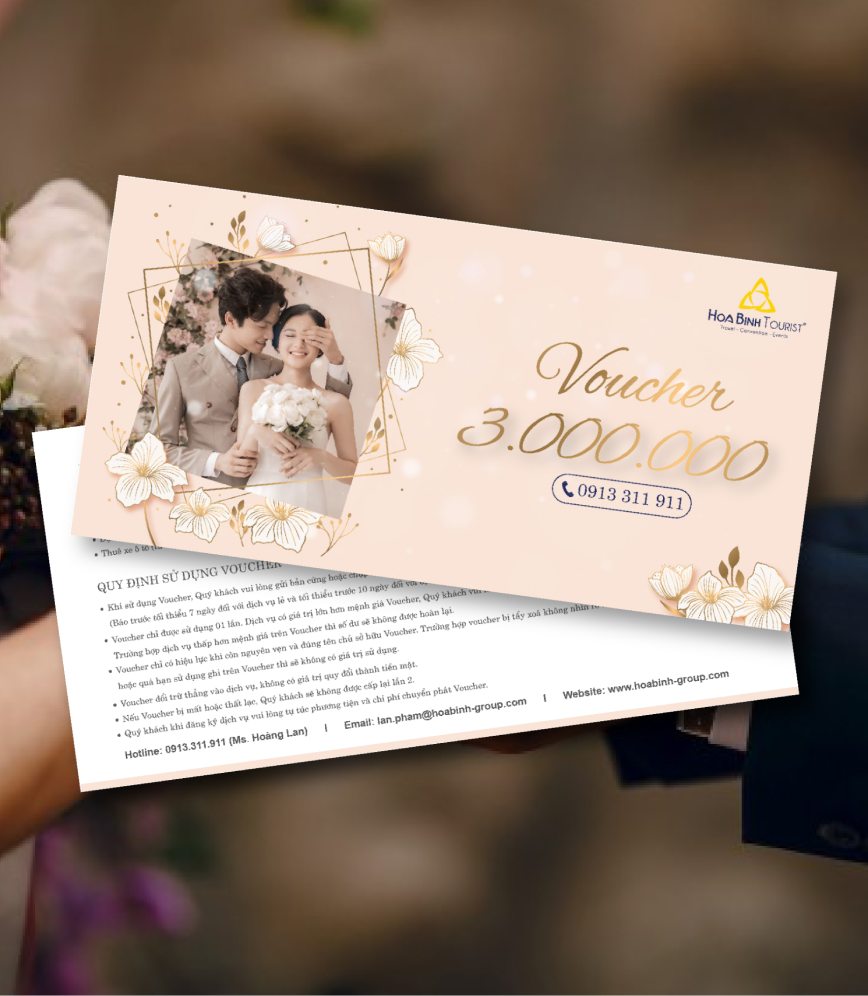 HOA BINH TOURIST®
Travel - Convention - Events
Voucher
3.000.000
0913 311 911
• Thuê xe ô tô
QUY ĐỊNH SỬ DỤNG VOUCHER
• Khi sử dụng Voucher, Quý khách vui lòng gửi bản cứng hoặc
(Báo trước tối thiểu 7 ngày đối với dịch vụ lẻ và tối thiểu trước 10 ngày đối với
• Voucher chỉ được sử dụng 01 lần. Dịch vụ có giá trị lớn hơn mệnh giá Voucher, Quý khách vui
Trường hợp dịch vụ thấp hơn mệnh giá trên Voucher thì số dư sẽ không được hoàn lại.
• Voucher chỉ có hiệu lực khi còn nguyên vẹn và đúng tên chủ sở hữu Voucher. Trường hợp voucher bị tẩy xoá không nhìn rõ
hoặc quá hạn sử dụng ghi trên Voucher thì sẽ không có giá trị sử dụng.
• Voucher đối trừ thẳng vào dịch vụ, không có giá trị quy đổi thành tiền mặt.
• Nếu Voucher bị mất hoặc thất lạc, Quý khách sẽ không được cấp lại lần 2.
• Quý khách khi đăng ký dịch vụ vui lòng tự túc phương tiện và chi phí chuyển phát Voucher.
Hotline: 0913.311.911 (Ms. Hoàng Lan) | Email: lan.pham@hoabinh-group.com | Website: www.hoabinh-group.com